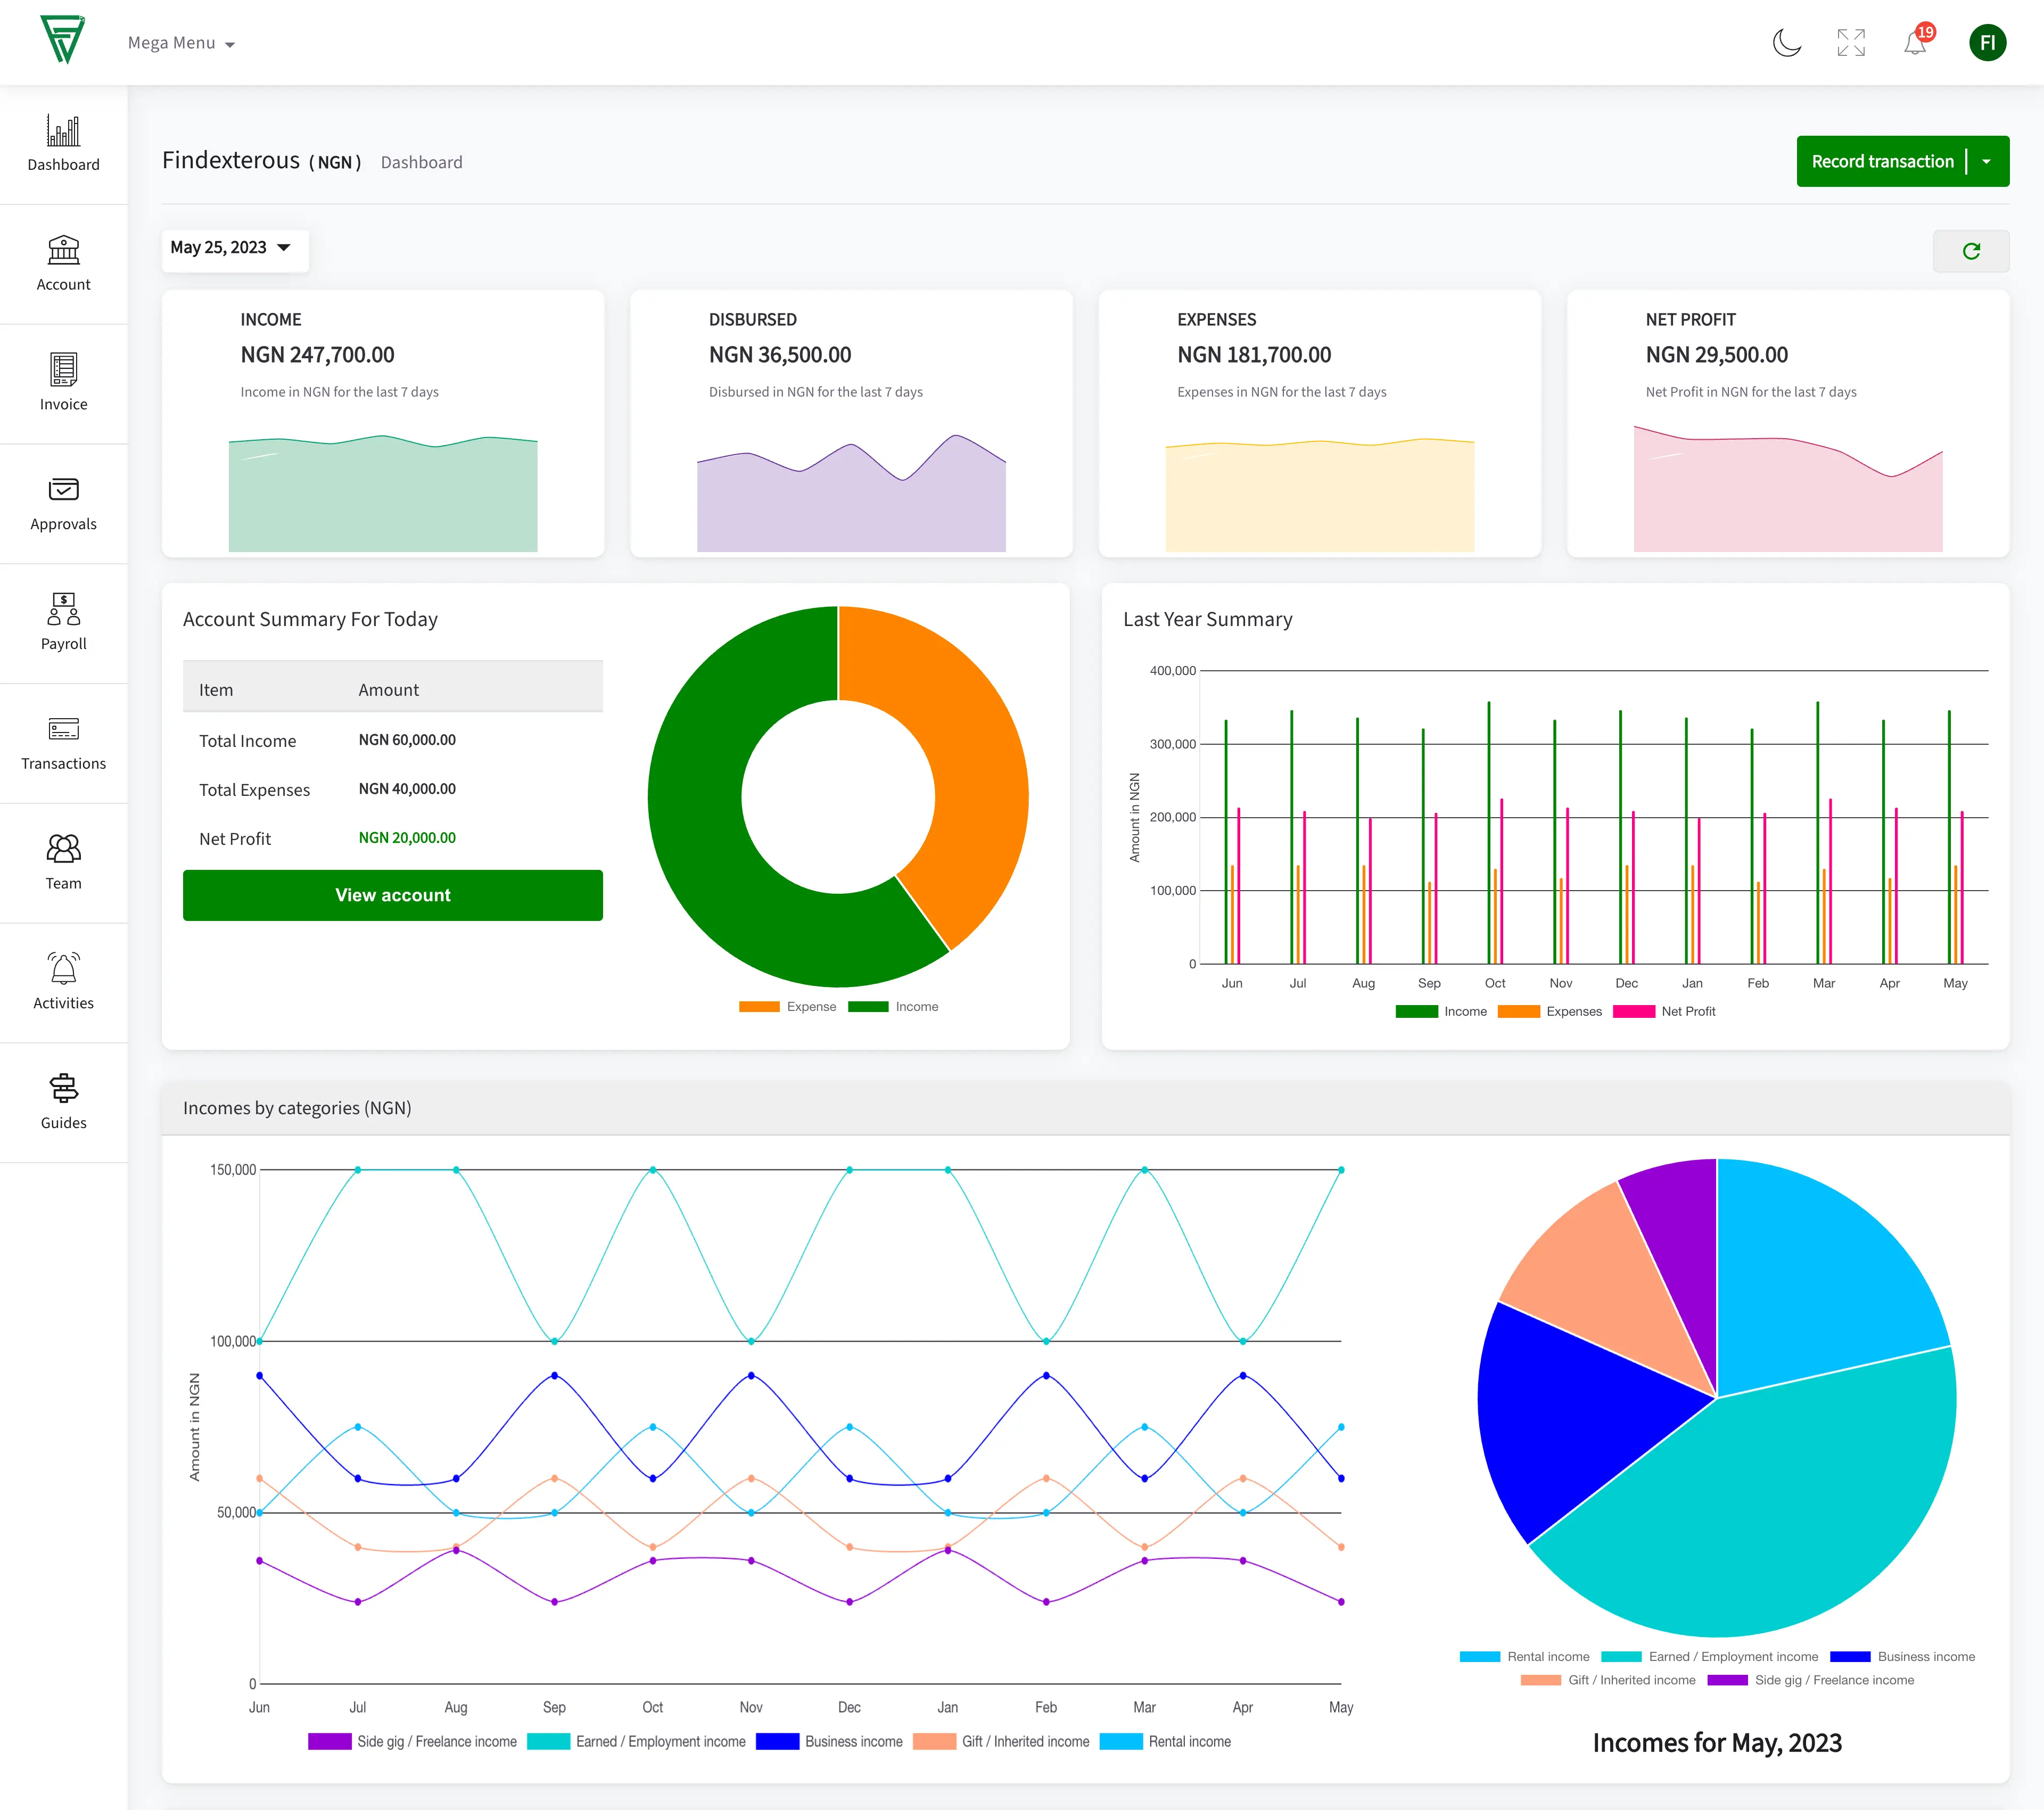 Mega Menu
19
FI
Dashboard
Account
Invoice
Approvals
$
Payroll
Transactions
Team
Activities
Guides
Findexterous (NGN) Dashboard
Record transaction
May 25, 2023
INCOME
NGN 247,700.00
Income in NGN for the last 7 days
DISBURSED
NGN 36,500.00
Disbursed in NGN for the last 7 days
EXPENSES
NGN 181,700.00
Expenses in NGN for the last 7 days
NET PROFIT
NGN 29,500.00
Net Profit in NGN for the last 7 days
Account Summary For Today
Item Amount
Total Income NGN 60,000.00
Total Expenses NGN 40,000.00
Net Profit NGN 20,000.00
View account
Expense Income
Last Year Summary
Amount in NGN
400,000
300,000
200,000
100,000
0
Jun Jul Aug Sep Oct Nov Dec Jan Feb Mar Apr May
Income Expenses Net Profit
Incomes by categories (NGN)
Amount in NGN
150,000
100,000
50,000
0
Jun Jul Aug Sep Oct Nov Dec Jan Feb Mar Apr May
Side gig / Freelance income Earned / Employment income Business income Gift / Inherited income Rental income
Rental income Earned / Employment income Business income
Gift / Inherited income Side gig / Freelance income
Incomes for May, 2023